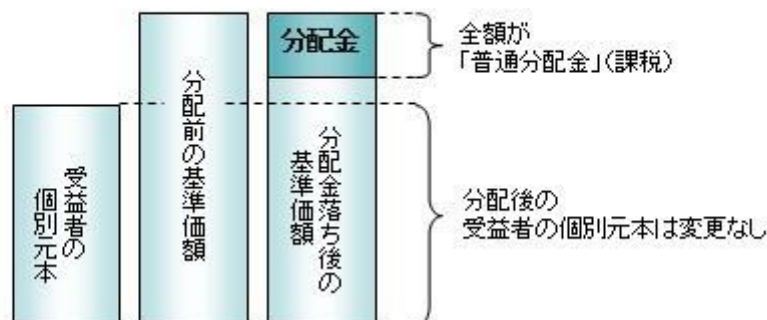 受益者の
個別元本
分配前の基準価額
分配金
分配金落ち後の
基準価額
全額が
「普通分配金」(課税)
分配後の
受益者の個別元本は変更なし